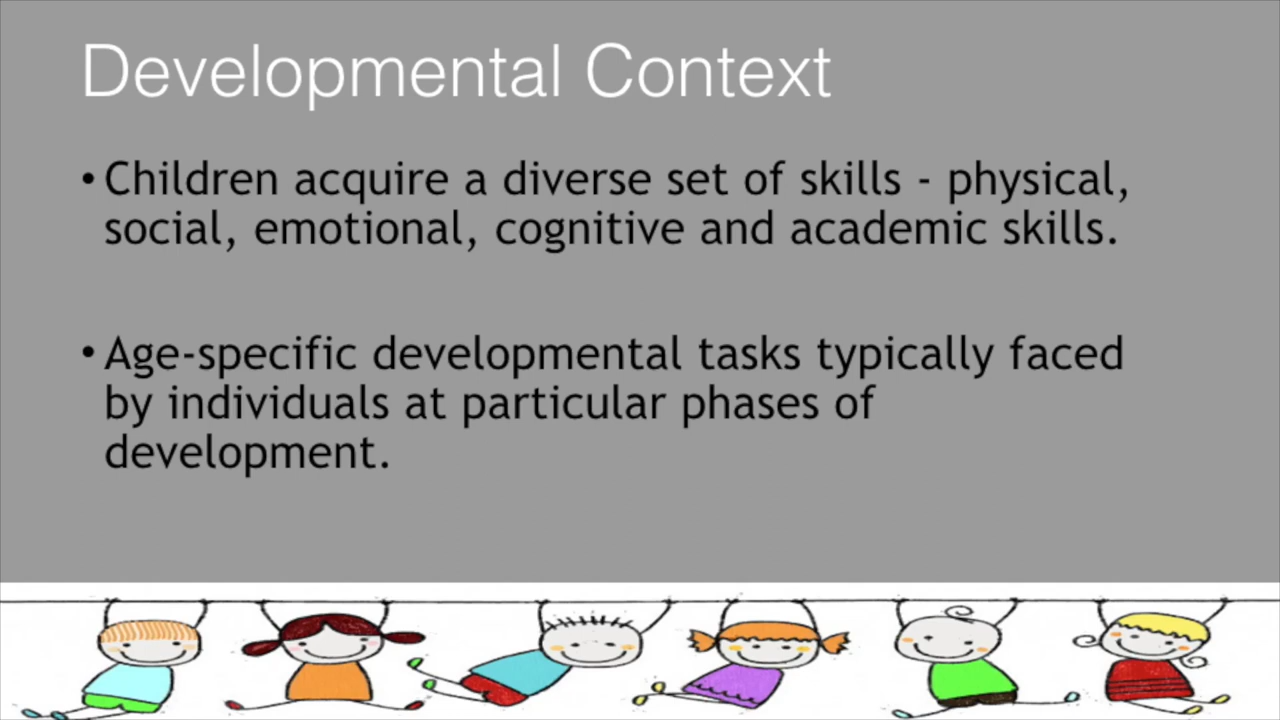 Developmental Context
• Children acquire a diverse set of skills - physical,
social, emotional, cognitive and academic skills.
• Age-specific developmental tasks typically faced
by individuals at particular phases of
development.